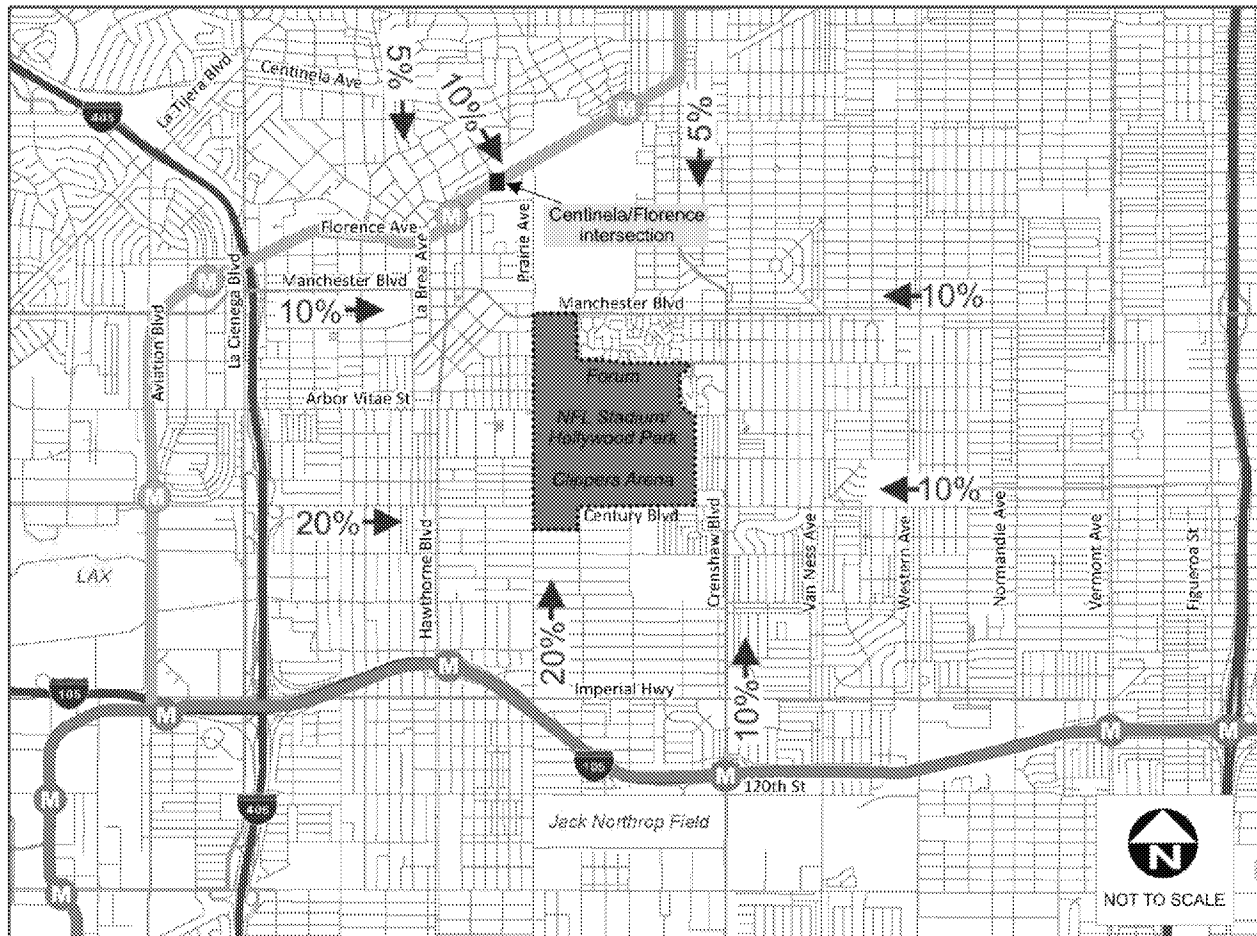 La Tijera Blvd
Centinela Ave
5%
10%
5%
405
M
Centinela/Florence
intersection
Florence Ave
M
Prairie Ave
La Brea Ave
M
La Cienega Blvd
Manchester Blvd
10%
Manchester Blvd
10%
Aviation Blvd
Forum
Arbor Vitae St
NFL Stadium/
Hollywood Park
Clippers Arena
10%
M
20%
Century Blvd
Hawthorne Blvd
Crenshaw Blvd
Van Ness Ave
Western Ave
Normandie Ave
Vermont Ave
Figueroa St
LAX
20%
10%
M
Imperial Hwy
105
M
M
M
M
M
120th St
405
Jack Northrop Field
M
N
NOT TO SCALE